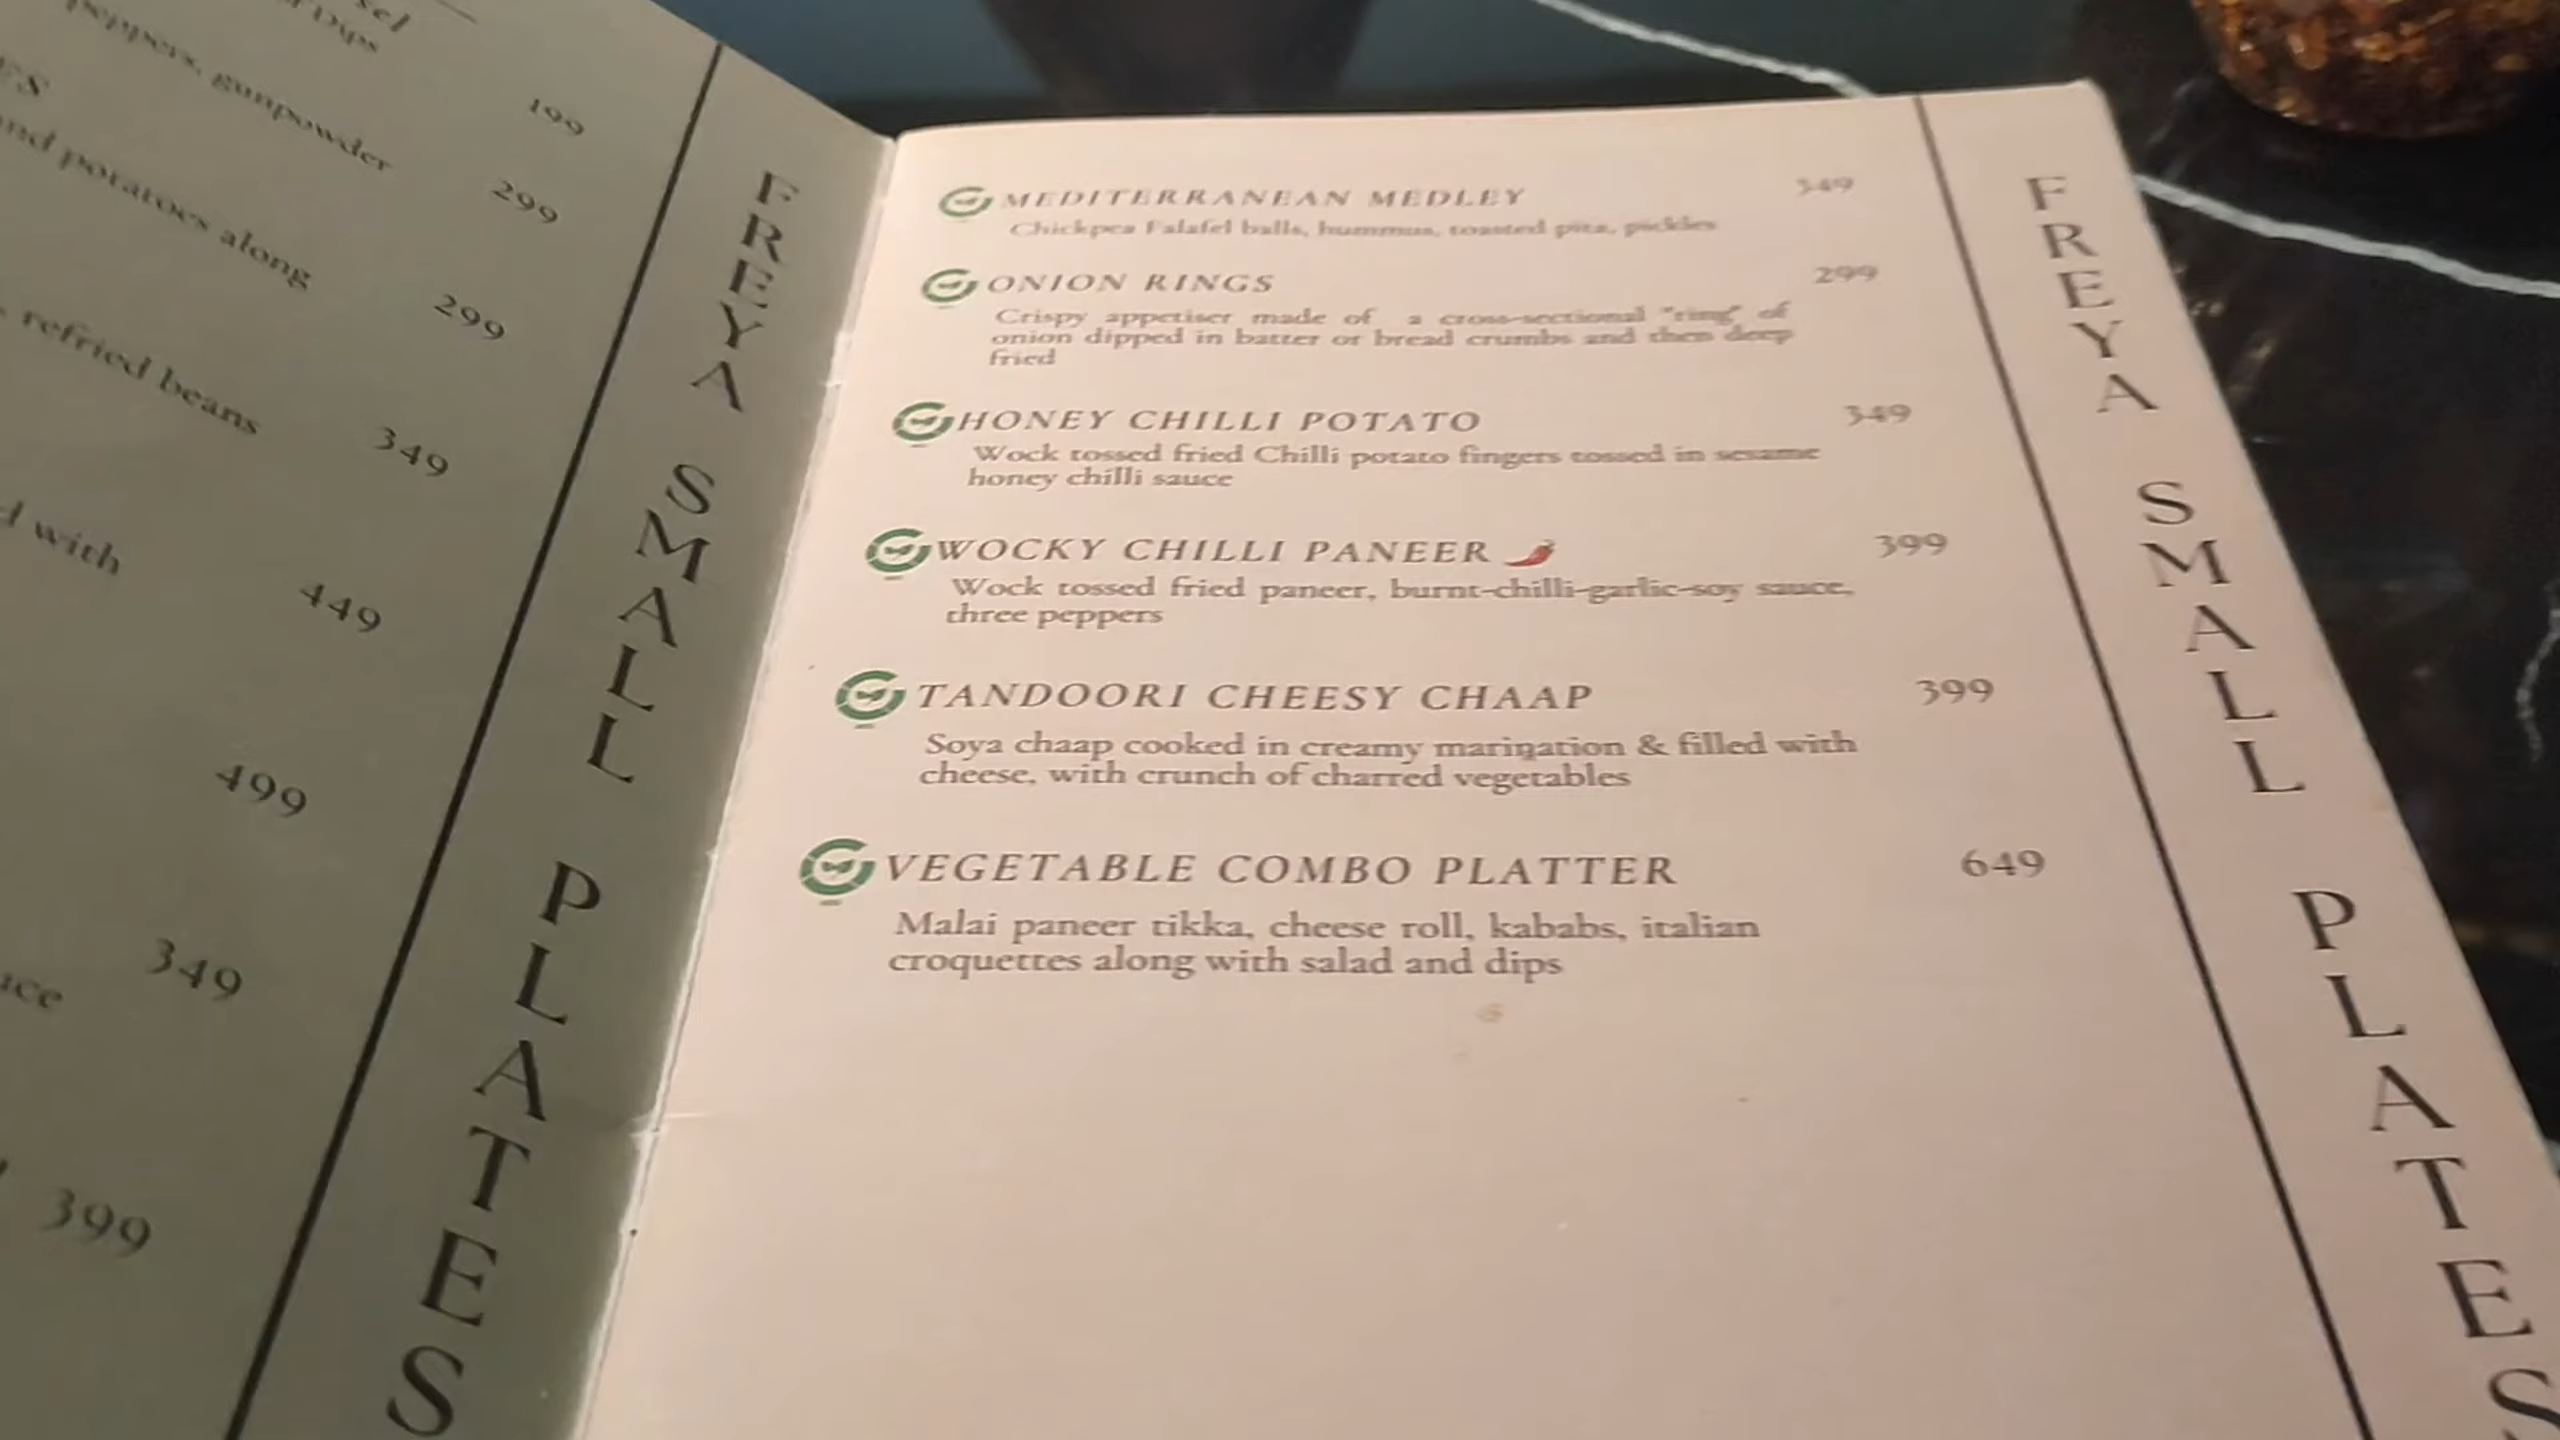 sel
Dips
199
peppers, gunpowder
299
ES
and potatoes along
299
refried beans
349
with
449
499
349
399
FREYA SMALL PLATES
MEDITERRANEAN MEDLEY 349
Chickpea Falafel balls, hummus, toasted pita, pickles
ONION RINGS 299
Crispy appetiser made of a cross-sectional "ring" of
onion dipped in batter or bread crumbs and then deep
fried
HONEY CHILLI POTATO 349
Wock tossed fried Chilli potato fingers tossed in sesame
honey chilli sauce
WOCKY CHILLI PANEER 399
Wock tossed fried paneer, burnt-chilli-garlic-soy sauce,
three peppers
TANDOORI CHEESY CHAAP 399
Soya chaap cooked in creamy marination & filled with
cheese, with crunch of charred vegetables
VEGETABLE COMBO PLATTER 649
Malai paneer tikka, cheese roll, kababs, italian
croquettes along with salad and dips
FREYA SMALL PLATES